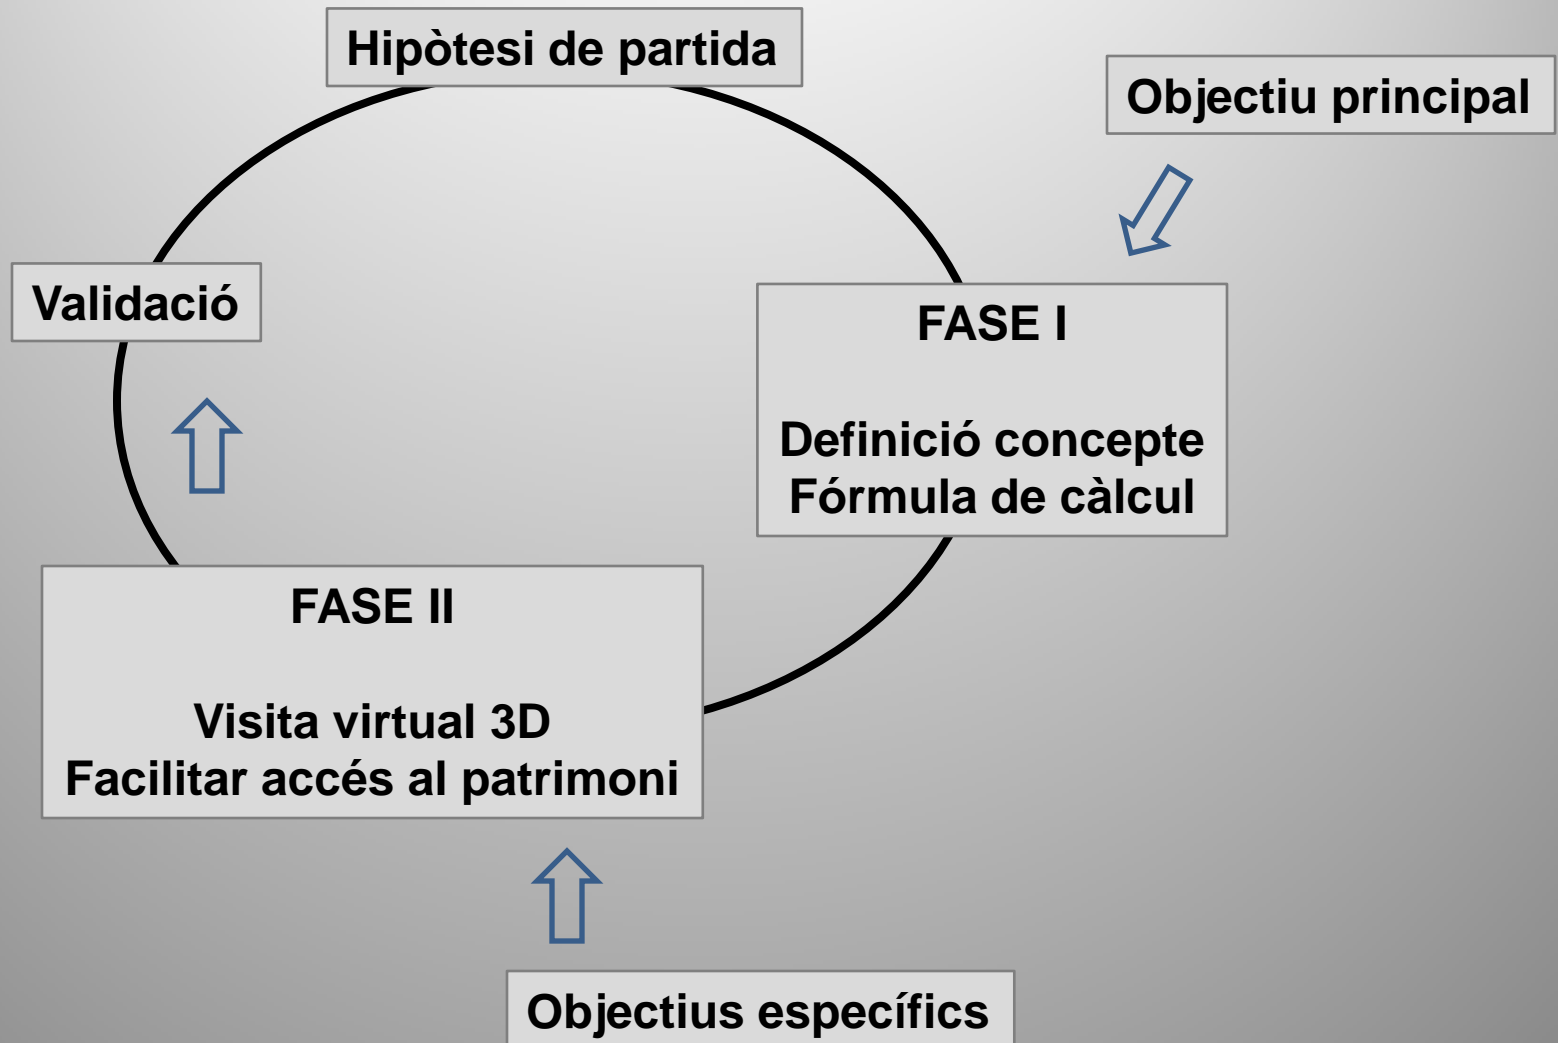 Hipòtesi de partida
Objectiu principal
Validació
FASE I
Definició concepte
Fórmula de càlcul
FASE II
Visita virtual 3D
Facilitar accés al patrimoni
Objectius específics